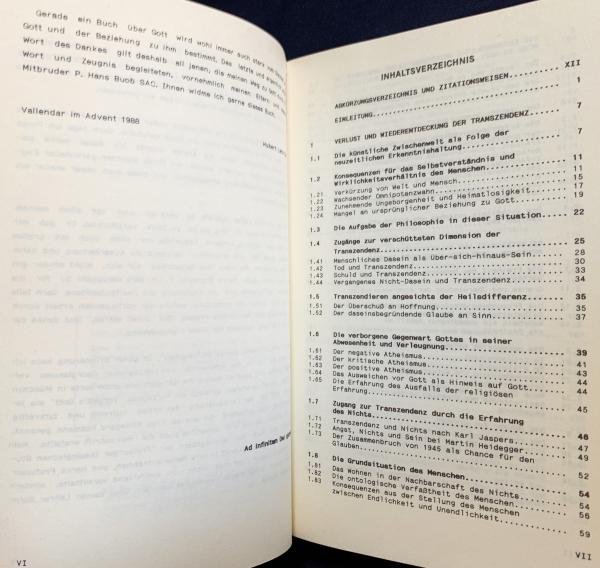 Gerade ein Buch über Gott wird wohl immer auch stark vom
Gott und der Beziehung zu ihm bestimmt. Das letzte und eigentliche
Wort des Dankes gilt deshalb all jenen, die meinen Weg zu Gott durch
Wort und Zeugnis begleiteten, vornehmlich meinen Eltern und
Mitbruder P. Hans Buob SAC. Ihnen widme ich gerne dieses Buch.
Vallendar im Advent 1988
Hubert
Ad Infinitam Dei
VI
INHALTSVERZEICHNIS
ABKÜRZUNGSVERZEICHNIS UND ZITATIONSWEISEN.......... XII
EINLEITUNG.......... 1
1 VERLUST UND WIEDERENTDECKUNG DER TRANSZENDENZ.......... 7
1.1 Die künstliche Zwischenwelt als Folge der
neuzeitlichen Erkenntnishaltung.......... 7
1.2 Konsequenzen für das Selbstverständnis und
Wirklichkeitsverhältnis des Menschen.......... 11
1.21 Verkürzung von Welt und Mensch.......... 11
1.22 Wachsender Omnipotenzwahn.......... 15
1.23 Zunehmende Ungeborgenheit und Heimatlosigkeit.......... 17
1.24 Mangel an ursprünglicher Beziehung zu Gott.......... 19
1.3 Die Aufgabe der Philosophie in dieser Situation..... 22
1.4 Zugänge zur verschütteten Dimension der
Transzendenz.......... 25
1.41 Menschliches Dasein als Über-sich-hinaus-Sein.......... 28
1.42 Tod und Transzendenz.......... 30
1.43 Schuld und Transzendenz.......... 33
1.44 Vergangenes Nicht-Dasein und Transzendenz.......... 34
1.5 Transzendieren angesichts der Heilsdifferenz.......... 35
1.51 Der Überschuß an Hoffnung.......... 35
1.52 Der daseinsbegründende Glaube an Sinn.......... 37
1.6 Die verborgene Gegenwart Gottes in seiner
Abwesenheit und Verleugnung.......... 39
1.61 Der negative Atheismus.......... 41
1.62 Der kritische Atheismus.......... 43
1.63 Der positive Atheismus.......... 44
1.64 Das Ausweichen vor Gott als Hinweis auf Gott.......... 44
1.65 Die Erfahrung des Ausfalls der religiösen
Erfahrung.......... 45
1.7 Zugang zur Transzendenz durch die Erfahrung
des Nichts.......... 46
1.71 Transzendenz und Nichts nach Karl Jaspers.......... 47
1.72 Angst, Nichts und Sein bei Martin Heidegger.......... 49
1.73 Der Zusammenbruch von 1945 als Chance für den
Glauben.......... 52
1.8 Die Grundsituation des Menschen.......... 54
1.81 Das Wohnen in der Nachbarschaft des Nichts.......... 54
1.82 Die ontologische Verfaßtheit des Menschen.......... 56
1.83 Konsequenzen aus der Stellung des Menschen
zwischen Endlichkeit und Unendlichkeit.......... 59
VII